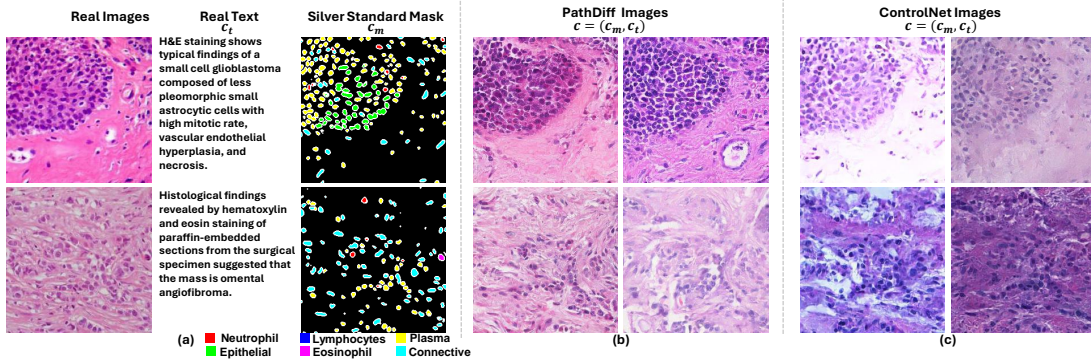 Real Images
Real Text
c_t
Silver Standard Mask
c_m
PathDiff Images
c = (c_m, c_t)
ControlNet Images
c = (c_m, c_t)
H&E staining shows
typical findings of a
small cell glioblastoma
composed of less
pleomorphic small
astrocytic cells with
high mitotic rate,
vascular endothelial
hyperplasia, and
necrosis.
Histological findings
revealed by hematoxylin
and eosin staining of
paraffin-embedded
sections from the surgical
specimen suggested that
the mass is omental
angiofibroma.
(a)
Neutrophil
Lymphocytes
Plasma
Epithelial
Eosinophil
Connective
(b)
(c)